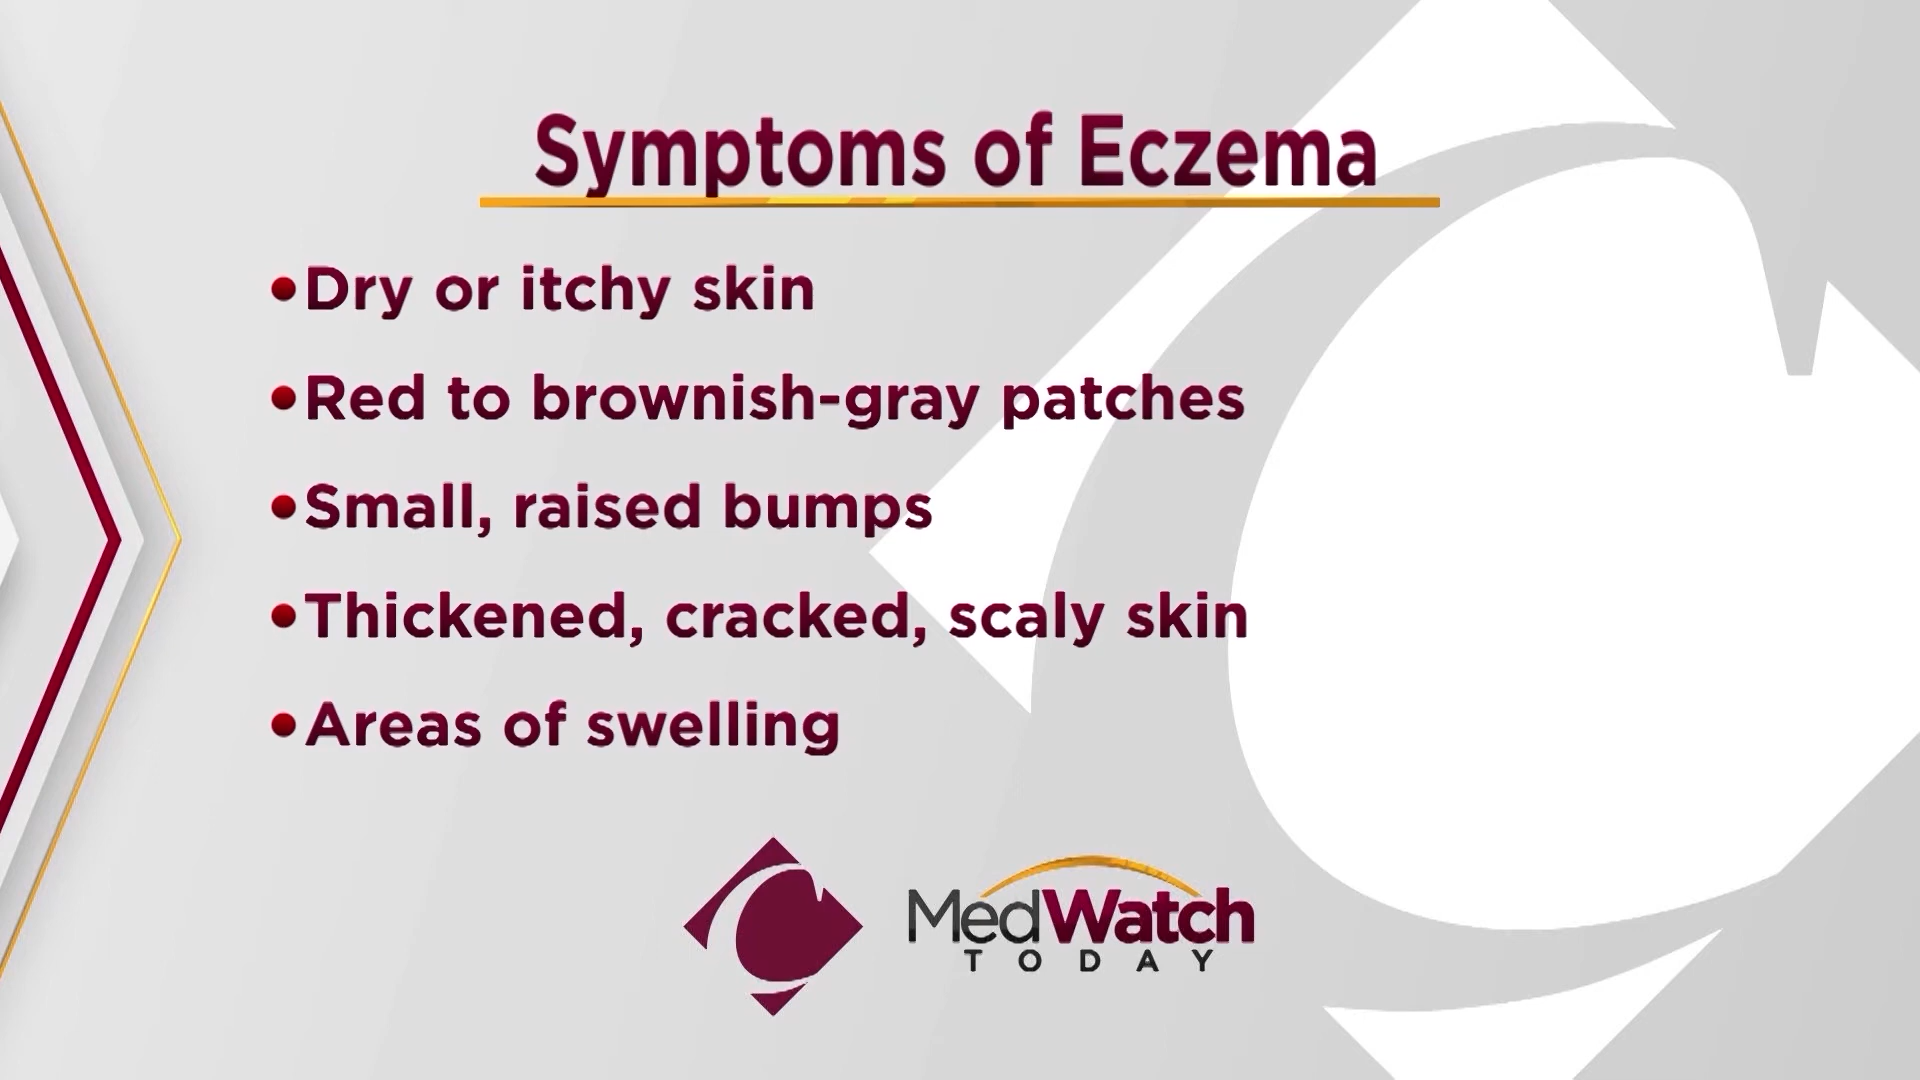 Symptoms of Eczema
•Dry or itchy skin
•Red to brownish-gray patches
•Small, raised bumps
•Thickened, cracked, scaly skin
•Areas of swelling
MedWatch
TODAY